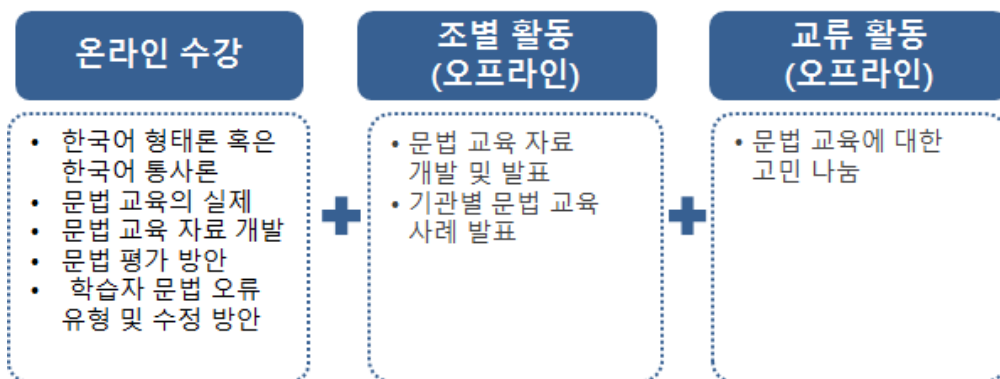 온라인 수강
• 한국어 형태론 혹은
한국어 통사론
• 문법 교육의 실제
• 문법 교육 자료 개발
• 문법 평가 방안
• 학습자 문법 오류
유형 및 수정 방안
조별 활동
(오프라인)
• 문법 교육 자료
개발 및 발표
• 기관별 문법 교육
사례 발표
교류 활동
(오프라인)
• 문법 교육에 대한
고민 나눔